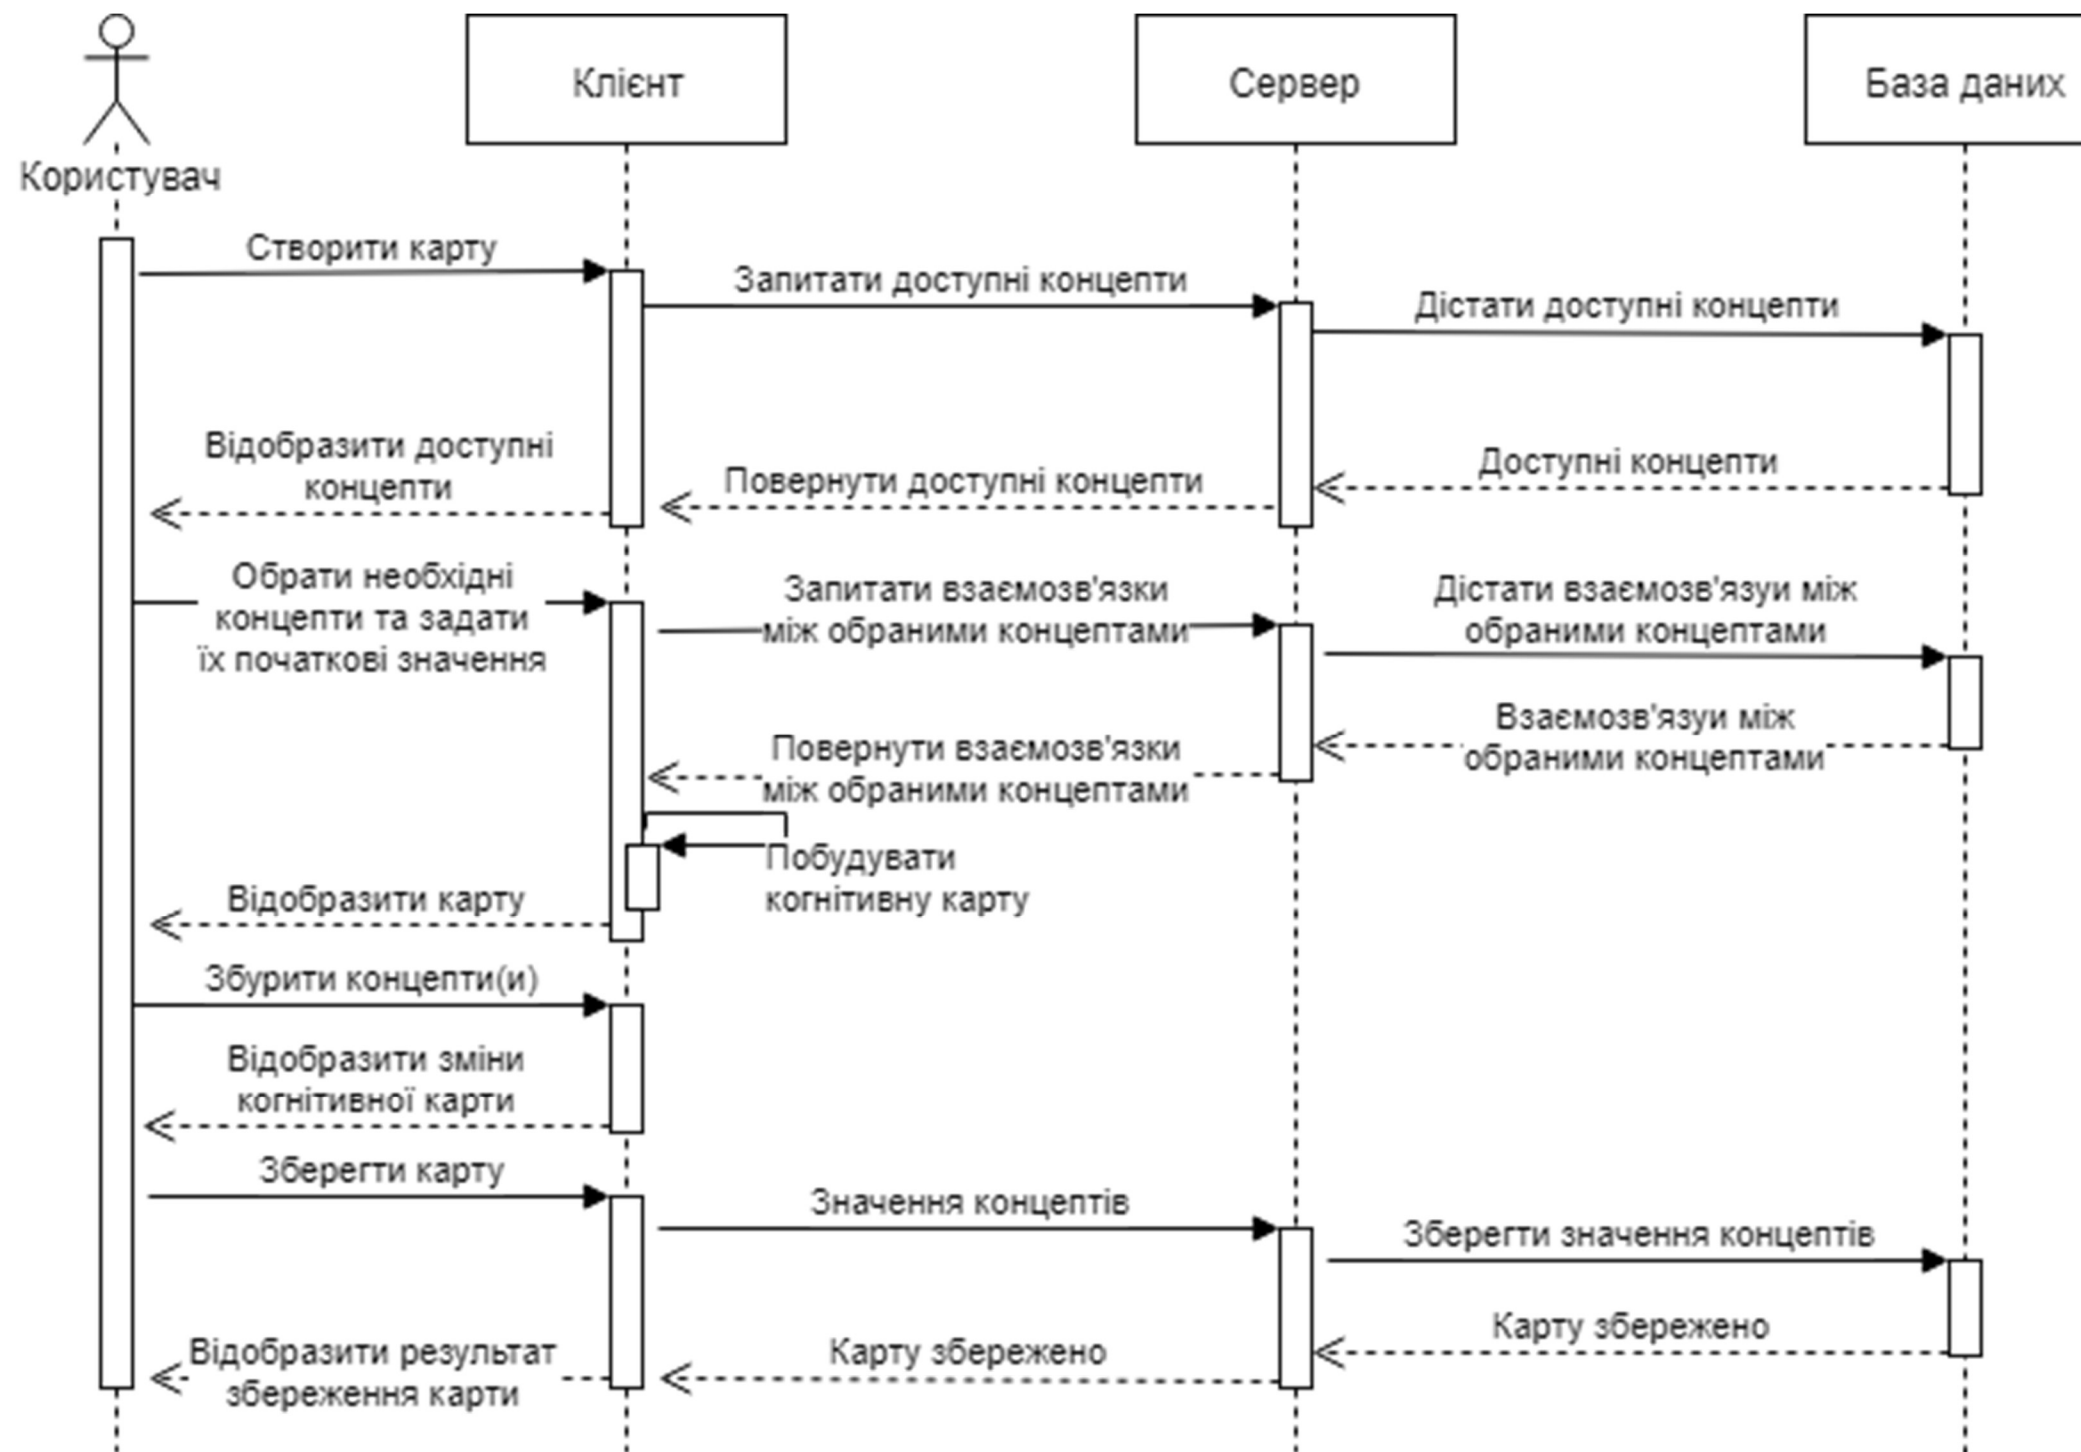 Клієнт
Сервер
База даних
Користувач
Створити карту
Запитати доступні концепти
Дістати доступні концепти
Відобразити доступні
концепти
Повернути доступні концепти
Доступні концепти
Обрати необхідні
концепти та задати
їх початкові значення
Запитати взаємозв'язки
між обраними концептами
Дістати взаємозв'язуи між
обраними концептами
Взаємозв'язуи між
обраними концептами
Повернути взаємозв'язки
між обраними концептами
Побудувати
когнітивну карту
Відобразити карту
Збурити концепти(и)
Відобразити зміни
когнітивної карти
Зберегти карту
Значення концептів
Зберегти значення концептів
Карту збережено
Карту збережено
Відобразити результат
збереження карти